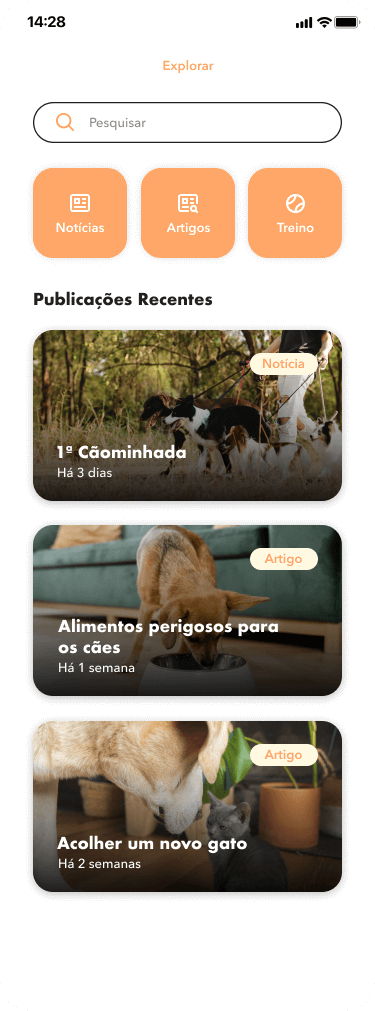 14:28
Explorar
Pesquisar
Notícias
Artigos
Treino
Publicações Recentes
Notícia
1ª Cãominhada
Há 3 dias
Artigo
Alimentos perigosos para
os cães
Há 1 semana
Artigo
Acolher um novo gato
Há 2 semanas